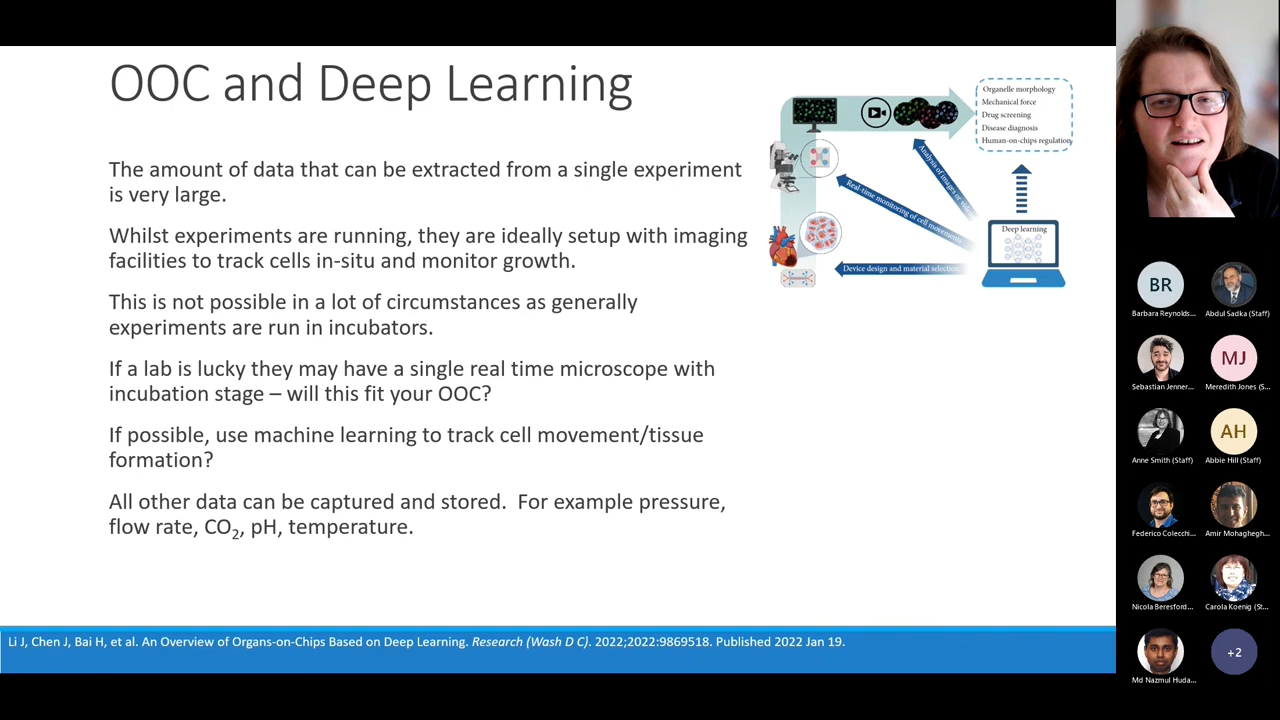 OOC and Deep Learning
The amount of data that can be extracted from a single experiment
is very large.
Whilst experiments are running, they are ideally setup with imaging
facilities to track cells in-situ and monitor growth.
This is not possible in a lot of circumstances as generally
experiments are run in incubators.
If a lab is lucky they may have a single real time microscope with
incubation stage – will this fit your OOC?
If possible, use machine learning to track cell movement/tissue
formation?
All other data can be captured and stored.  For example pressure,
flow rate, CO2, pH, temperature.
Organelle morphology
Mechanical force
Drug screening
Disease diagnosis
Human-on-chips regulation
Analysis of images or
Real-time monitoring of cell movements
Device design and material selection
Deep learning
Li J, Chen J, Bai H, et al. An Overview of Organs-on-Chips Based on Deep Learning. Research (Wash D C). 2022;2022:9869518. Published 2022 Jan 19.
BR
Barbara Reynolds...
Abdul Sadka (Staff)
Sebastian Jenner...
MJ
Meredith Jones (S...
Anne Smith (Staff)
AH
Abbie Hill (Staff)
Federico Colecchi...
Amir Mohaghegh...
Nicola Beresford...
Carola Koenig (St...
Md Nazmul Huda...
+2